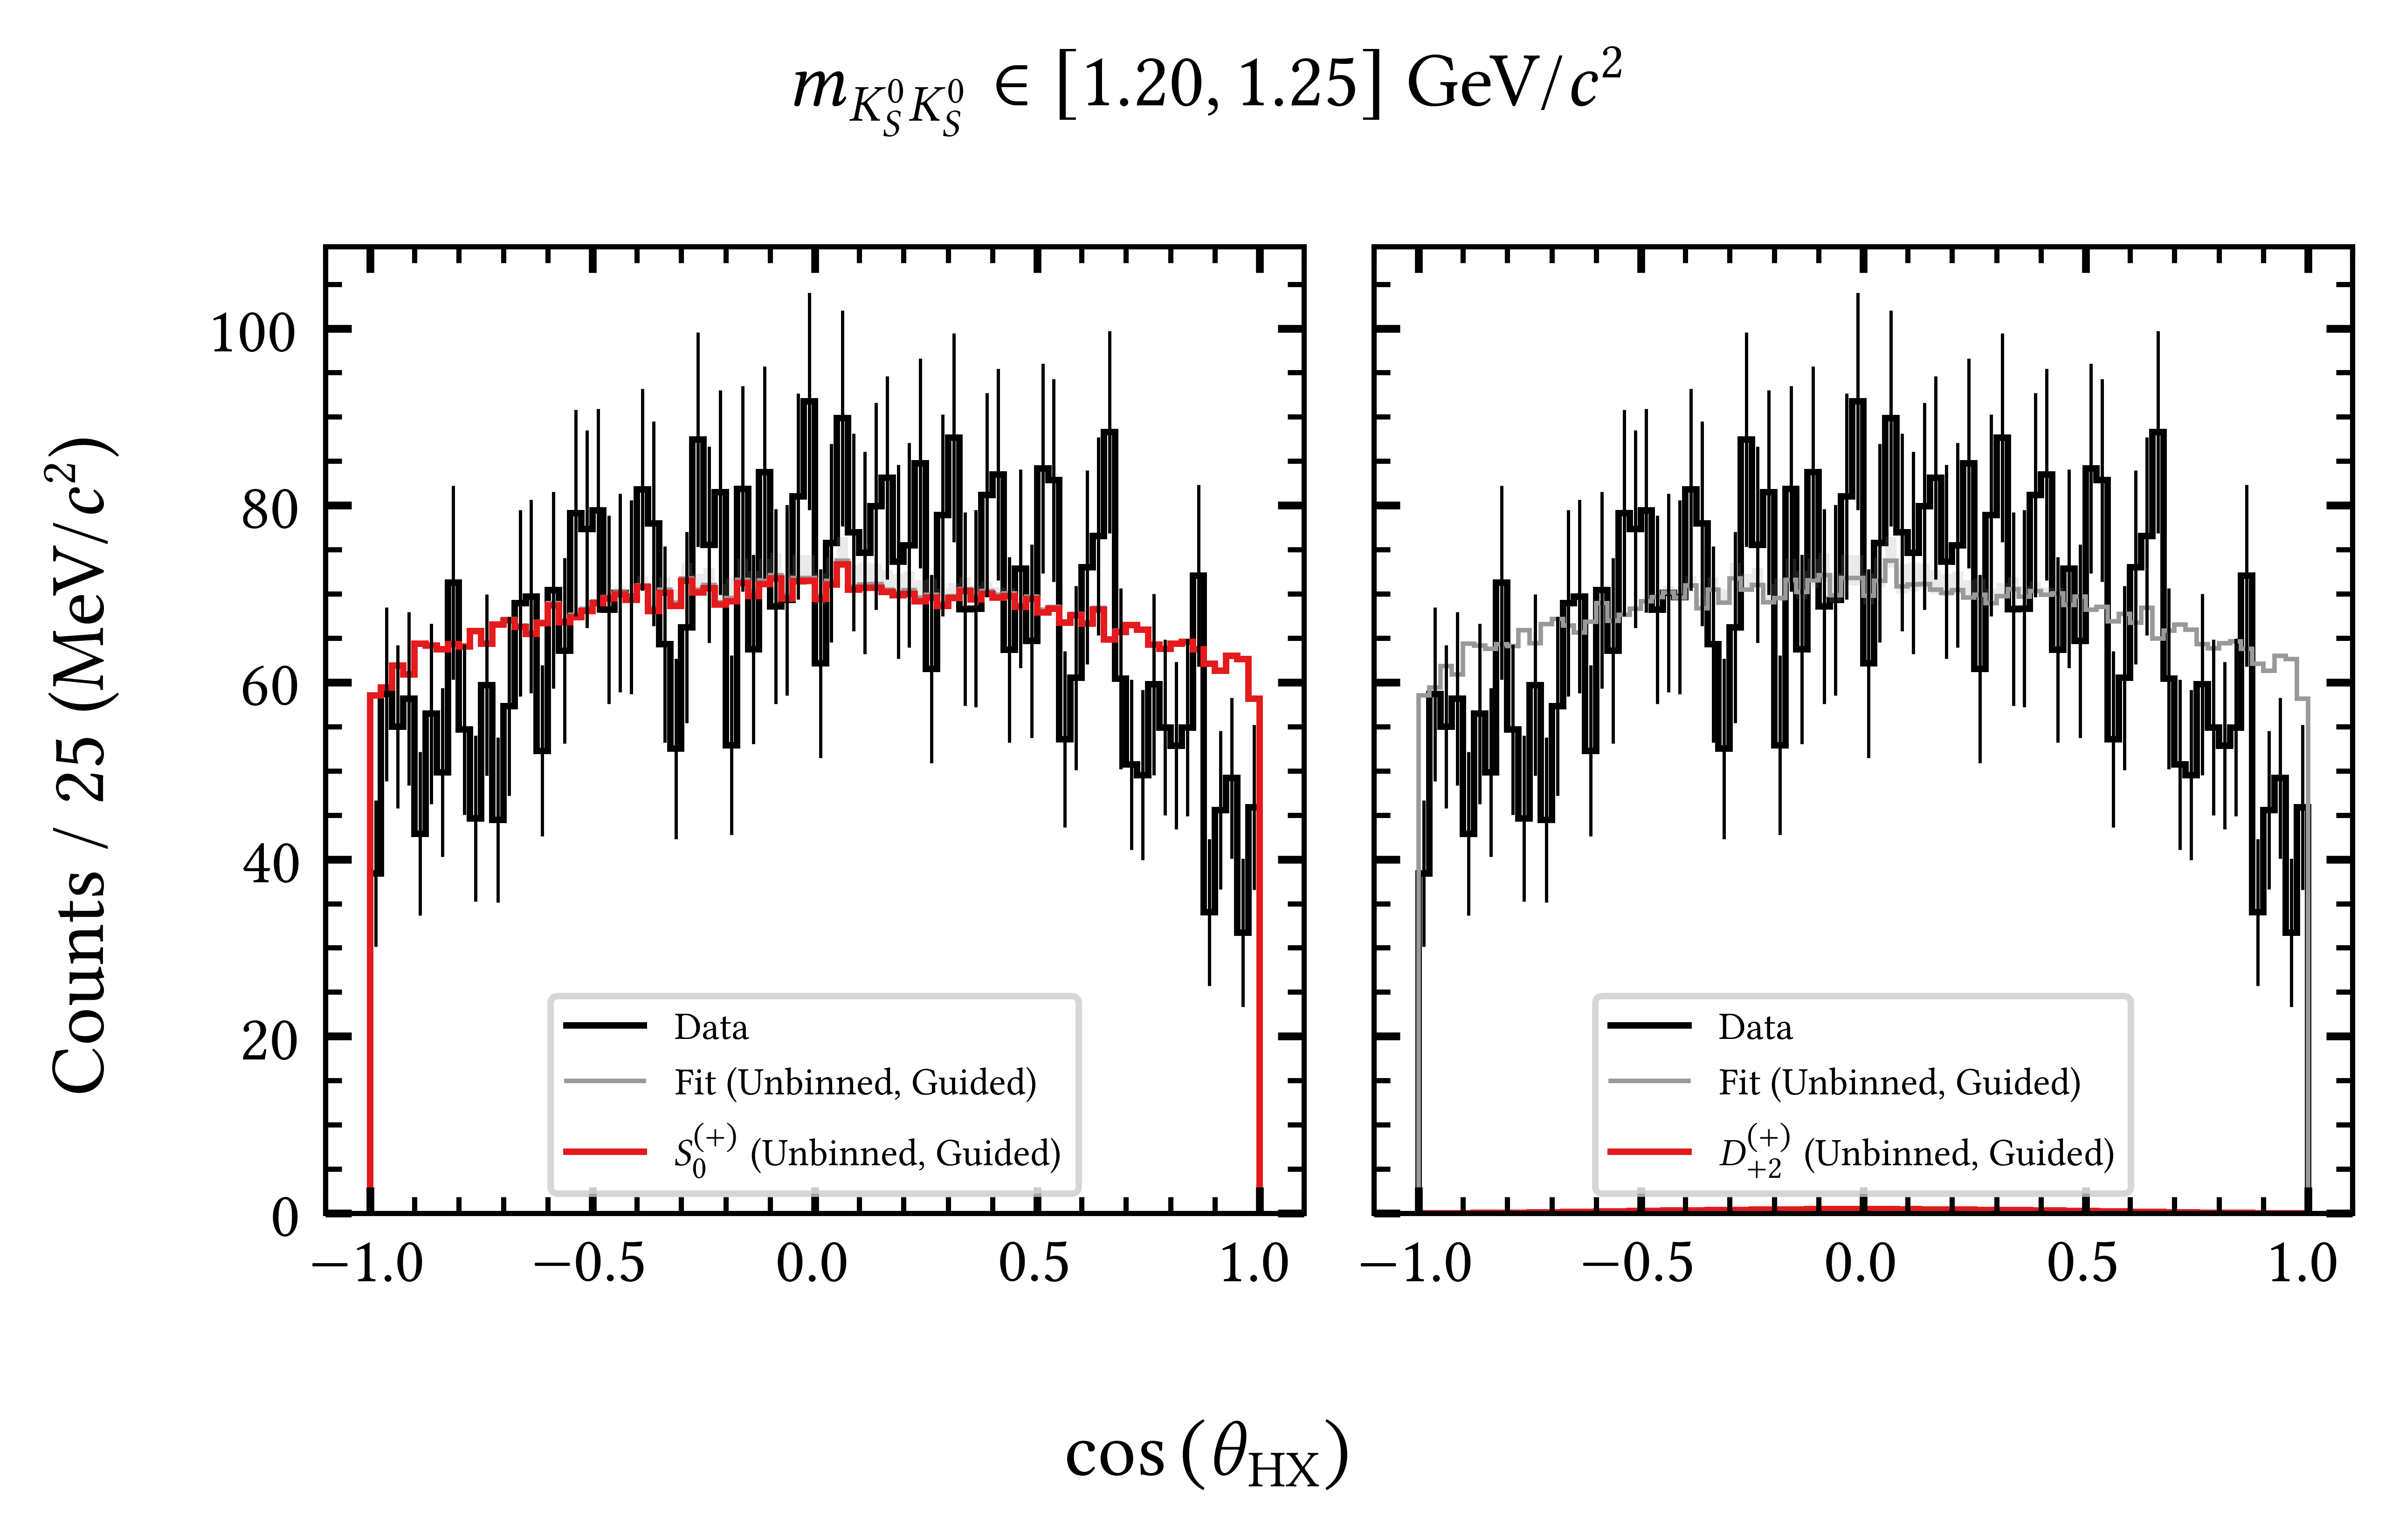 m_{K_S^0 K_S^0} ∈ [1.20, 1.25] GeV/c²
Counts / 25 (MeV/c²)
100
80
60
40
20
0
Data
Fit (Unbinned, Guided)
S_0^{(+)} (Unbinned, Guided)
Data
Fit (Unbinned, Guided)
D_{+2}^{(+)} (Unbinned, Guided)
−1.0 −0.5 0.0 0.5 1.0
−1.0 −0.5 0.0 0.5 1.0
cos (θ_HX)